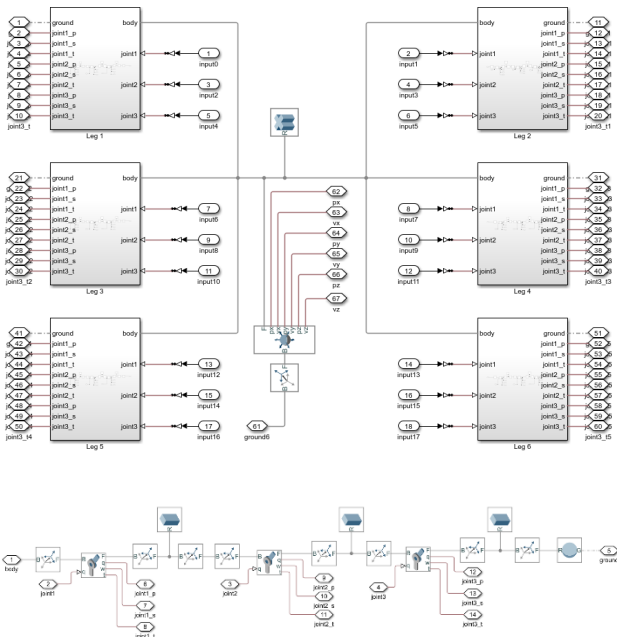 1 ground body
2 joint1_p
3 joint1_s
4 joint1_t joint1 1 input0
5 joint2_p
6 joint2_s
7 joint2_t joint2 3 input2
8 joint3_p
9 joint3_s
10 joint3_t joint3 5 input4
joint3_t
Leg 1
body ground 11
joint1_p 12
joint1_s 13
2 input1 joint1 joint1_t 14
joint2_p 15
joint2_s 16
4 input3 joint2 joint2_t 17
joint3_p 18
joint3_s 19
6 input5 joint3 joint3_t 20
joint3_t1
Leg 2
R
21 ground body
22 joint1_p
23 joint1_s
24 joint1_t joint1 7 input6
25 joint2_p
26 joint2_s
27 joint2_t joint2 9 input8
28 joint3_p
29 joint3_s
30 joint3_t joint3 11 input10
joint3_t2
Leg 3
62 px
63 vx
64 py
65 vy
66 pz
67 vz
body ground 31
joint1_p 32
joint1_s 33
8 input7 joint1 joint1_t 34
joint2_p 35
joint2_s 36
10 input9 joint2 joint2_t 37
joint3_p 38
joint3_s 39
12 input11 joint3 joint3_t 40
joint3_t3
Leg 4
F px vx py vy pz vz
B
B F
61
ground6
41 ground body
42 joint1_p
43 joint1_s
44 joint1_t joint1 13 input12
45 joint2_p
46 joint2_s
47 joint2_t joint2 15 input14
48 joint3_p
49 joint3_s
50 joint3_t joint3 17 input16
joint3_t4
Leg 5
body ground 51
joint1_p 52
joint1_s 53
14 input13 joint1 joint1_t 54
joint2_p 55
joint2_s 56
16 input15 joint2 joint2_t 57
joint3_p 58
joint3_s 59
18 input17 joint3 joint3_t 60
joint3_t5
Leg 6
R R R
1 body
2 joint1
6 joint1_p
7 joint1_s
8 joint1_t
3 joint2
9 joint2_p
10 joint2_s
11 joint2_t
4 joint3
12 joint3_p
13 joint3_s
14 joint3_t
5